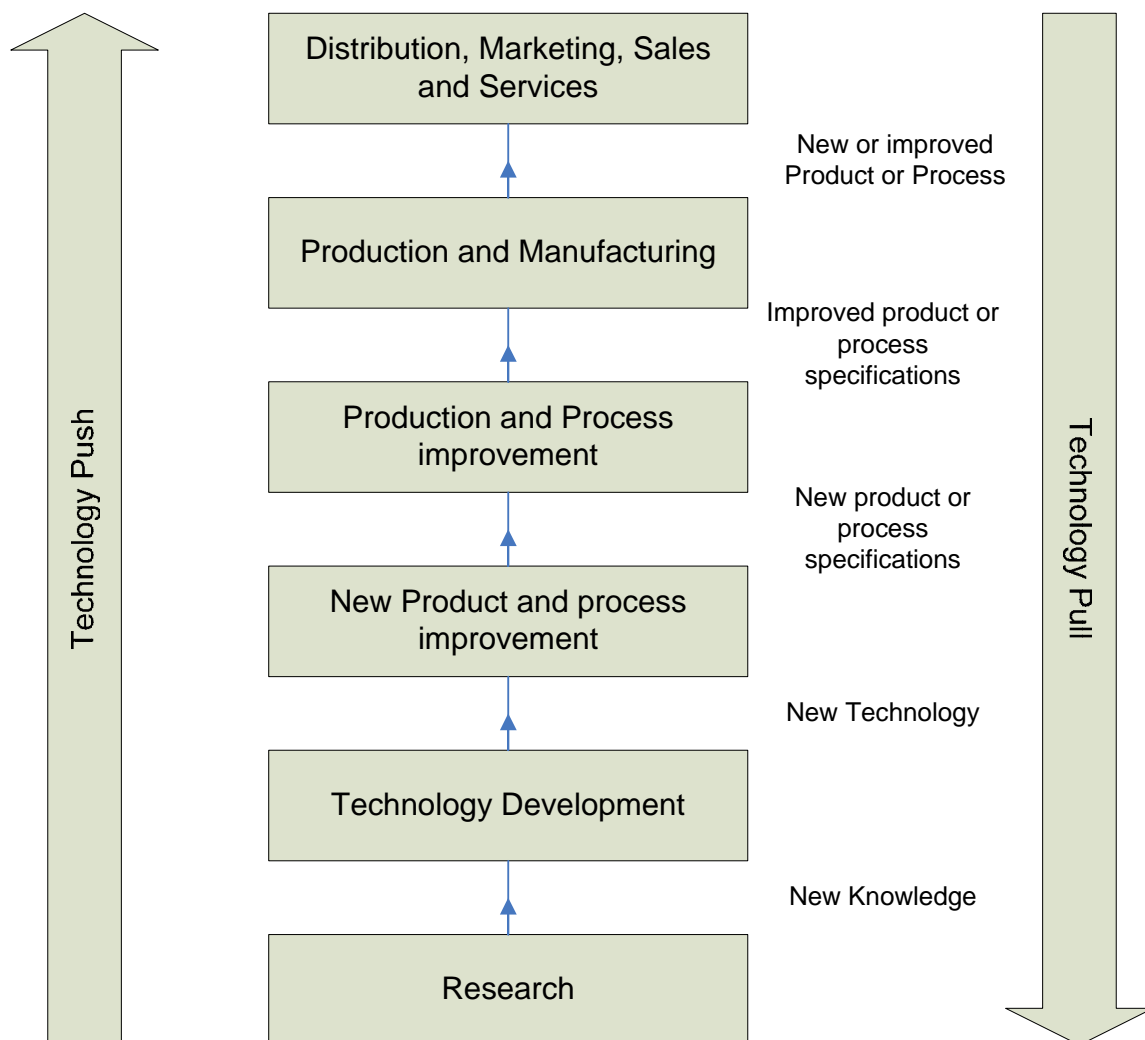 Distribution, Marketing, Sales
and Services
New or improved
Product or Process
Production and Manufacturing
Improved product or
process
specifications
Production and Process
improvement
New product or
process
specifications
New Product and process
improvement
New Technology
Technology Development
New Knowledge
Research
Technology Push
Technology Pull